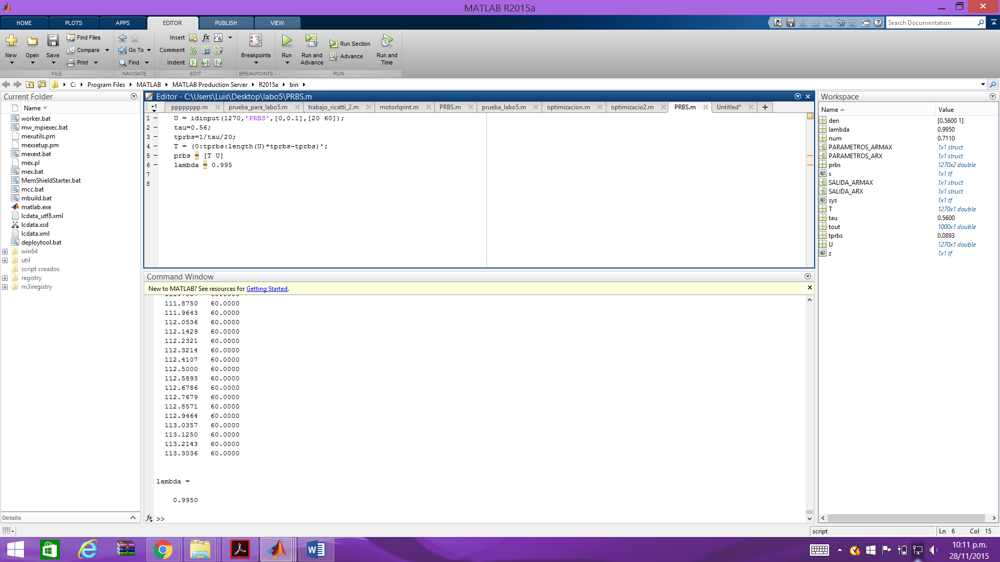 MATLAB R2015a
HOME PLOTS APPS EDITOR PUBLISH VIEW
Search Documentation
New Open Save Find Files Compare Print
FILE
Go To Find
NAVIGATE
Insert fx
Comment
Indent
EDIT
Breakpoints
BREAKPOINTS
Run Run and Advance Run Section Advance Run and Time
RUN
C: Program Files MATLAB MATLAB Production Server R2015a bin
Current Folder
Name
worker.bat
mw_mpiexec.bat
mexutils.pm
mexsetup.pm
mexext.bat
mex.pl
mex.bat
MemShieldStarter.bat
mcc.bat
mbuild.bat
matlab.exe
lcdata_utf8.xml
lcdata.xsd
lcdata.xml
deploytool.bat
win64
util
script creados
registry
m3iregistry
Details
Editor - C:\Users\Luis\Desktop\labo5\PRBS.m
+1 ppppppppp.m prueba_para_labo5.m trabajo_ricatti_2.m motorlqrint.m PRBS.m prueba_labo5.m optimizacion.m optimizacio2.m PRBS.m Untitled* +
1 – U = idinput(1270,'PRBS',[0,0.1],[20 60]);
2 – tau=0.56;
3 – tprbs=1/tau/20;
4 – T = (0:tprbs:length(U)*tprbs-tprbs)';
5 – prbs = [T U]
6 – lambda = 0.995
7
8
Command Window
New to MATLAB? See resources for Getting Started.
111.8750 60.0000
111.9643 60.0000
112.0536 60.0000
112.1429 60.0000
112.2321 60.0000
112.3214 60.0000
112.4107 60.0000
112.5000 60.0000
112.5893 60.0000
112.6786 60.0000
112.7679 60.0000
112.8571 60.0000
112.9464 60.0000
113.0357 60.0000
113.1250 60.0000
113.2143 60.0000
113.3036 60.0000
lambda =
0.9950
fx >>
Workspace
Name Value
den [0.5600 1]
lambda 0.9950
num 0.7110
PARAMETROS_ARMAX 1x1 struct
PARAMETROS_ARX 1x1 struct
prbs 1270x2 double
s 1x1 tf
SALIDA_ARMAX 1x1 struct
SALIDA_ARX 1x1 struct
sys 1x1 tf
T 1270x1 double
tau 0.5600
tout 1000x1 double
tprbs 0.0893
U 1270x1 double
z 1x1 tf
script Ln 6 Col 15
10:11 p.m.
28/11/2015